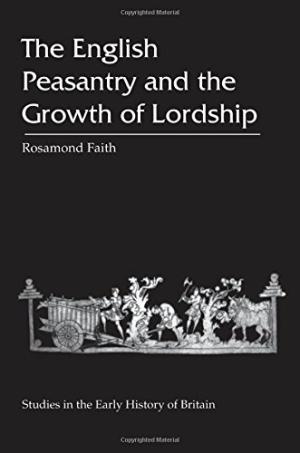 The English
Peasantry and the
Growth of Lordship
Rosamond Faith
Studies in the Early History of Britain